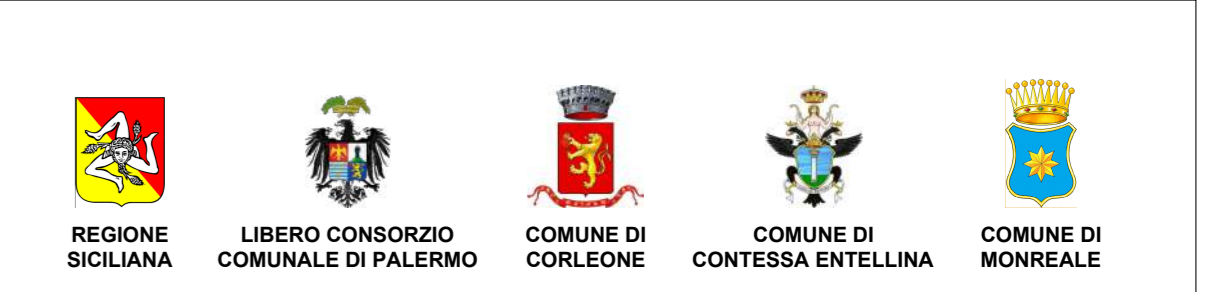 REGIONE
SICILIANA
LIBERO CONSORZIO
COMUNALE DI PALERMO
COMUNE DI
CORLEONE
COMUNE DI
CONTESSA ENTELLINA
COMUNE DI
MONREALE